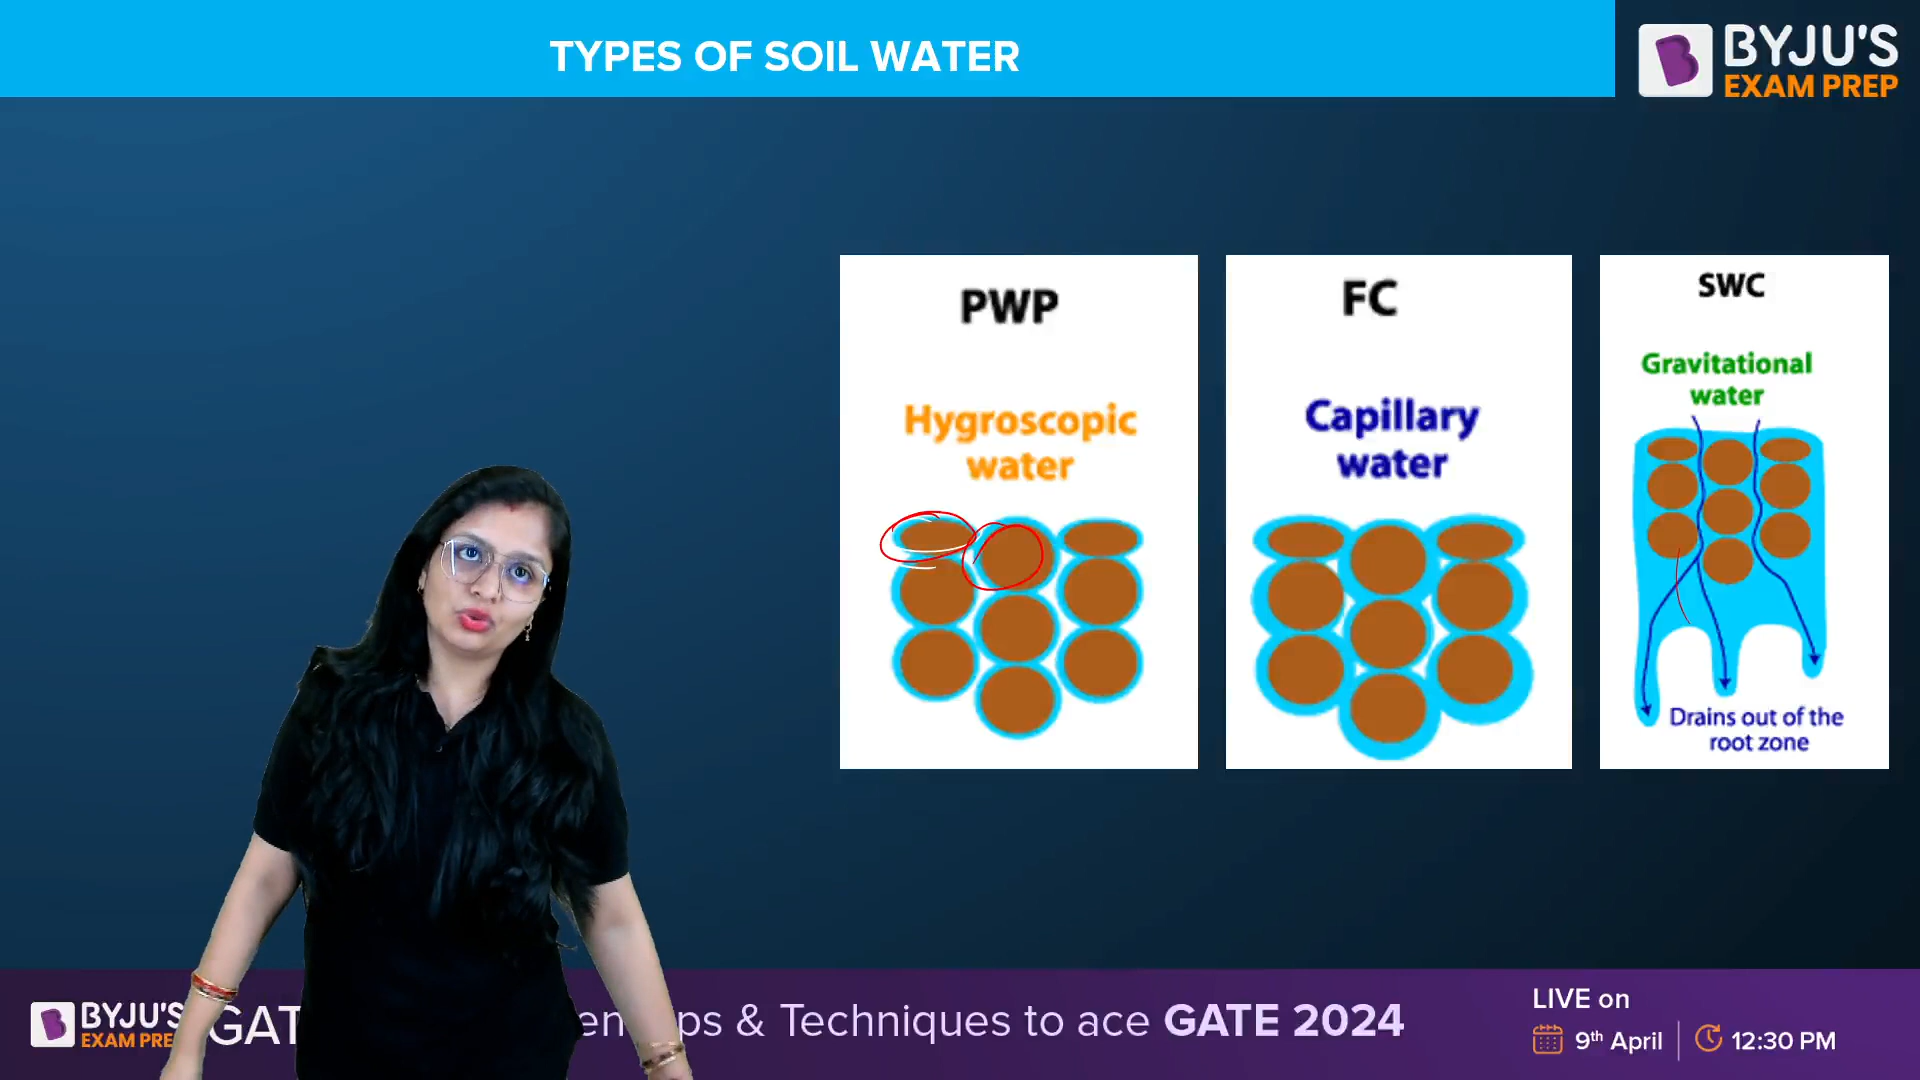 TYPES OF SOIL WATER
BYJU'S
EXAM PREP
PWP
Hygroscopic
water
FC
Capillary
water
SWC
Gravitational
water
Drains out of the
root zone
BYJU'S
EXAM PRE
GAT
& Techniques to ace GATE 2024
LIVE on
9th April | 12:30 PM